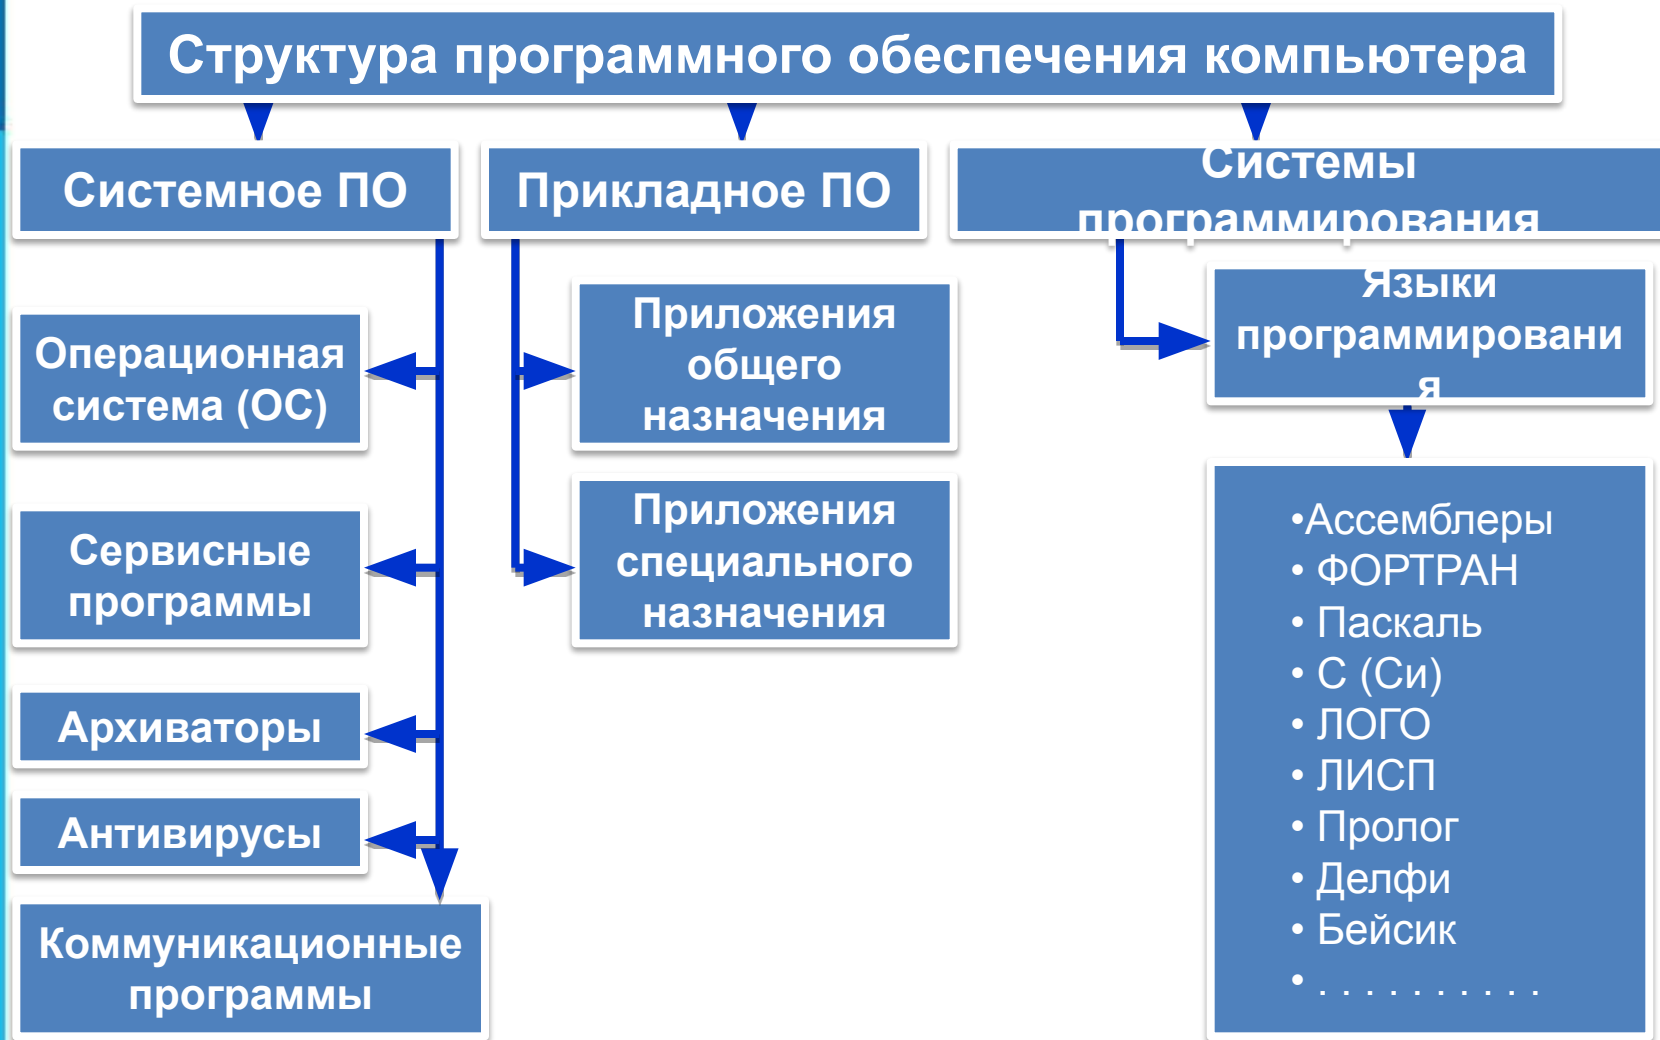 Структура программного обеспечения компьютера
Системное ПО
Прикладное ПО
Системы
программирования
Операционная
система (ОС)
Сервисные
программы
Архиваторы
Антивирусы
Коммуникационные
программы
Приложения
общего
назначения
Приложения
специального
назначения
Языки
программировани
я
•Ассемблеры
• ФОРТРАН
• Паскаль
• С (Си)
• ЛОГО
• ЛИСП
• Пролог
• Делфи
• Бейсик
• . . . . . . . . . .